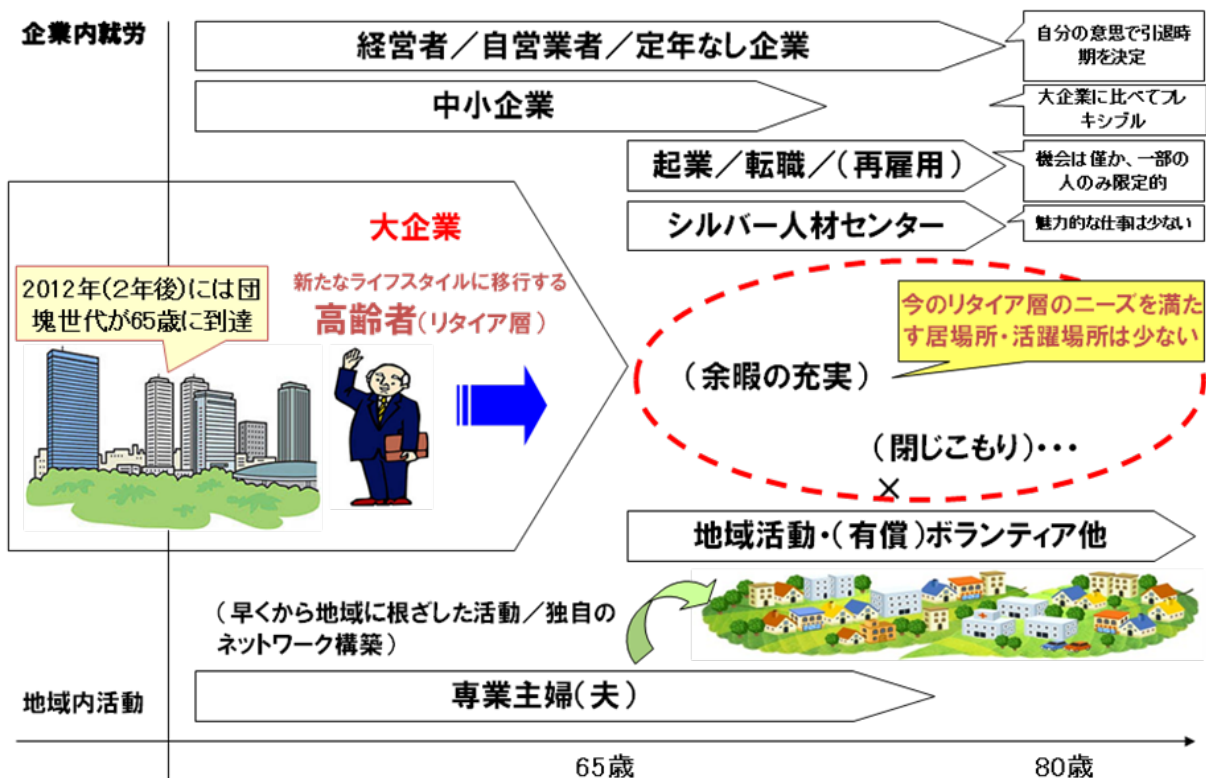 企業内就労
経営者／自営業者／定年なし企業
自分の意思で引退時
期を決定
中小企業
大企業に比べてフレ
キシブル
起業／転職／（再雇用）
機会は僅か、一部の
人のみ限定的
シルバー人材センター
魅力的な仕事は少ない
大企業
2012年(２年後)には団
塊世代が65歳に到達
新たなライフスタイルに移行する
高齢者(リタイア層)
今のリタイア層のニーズを満た
す居場所・活躍場所は少ない
（余暇の充実）
（閉じこもり）・・・
×
地域活動・（有償）ボランティア他
（早くから地域に根ざした活動／独自の
ネットワーク構築）
地域内活動
専業主婦(夫)
65歳
80歳